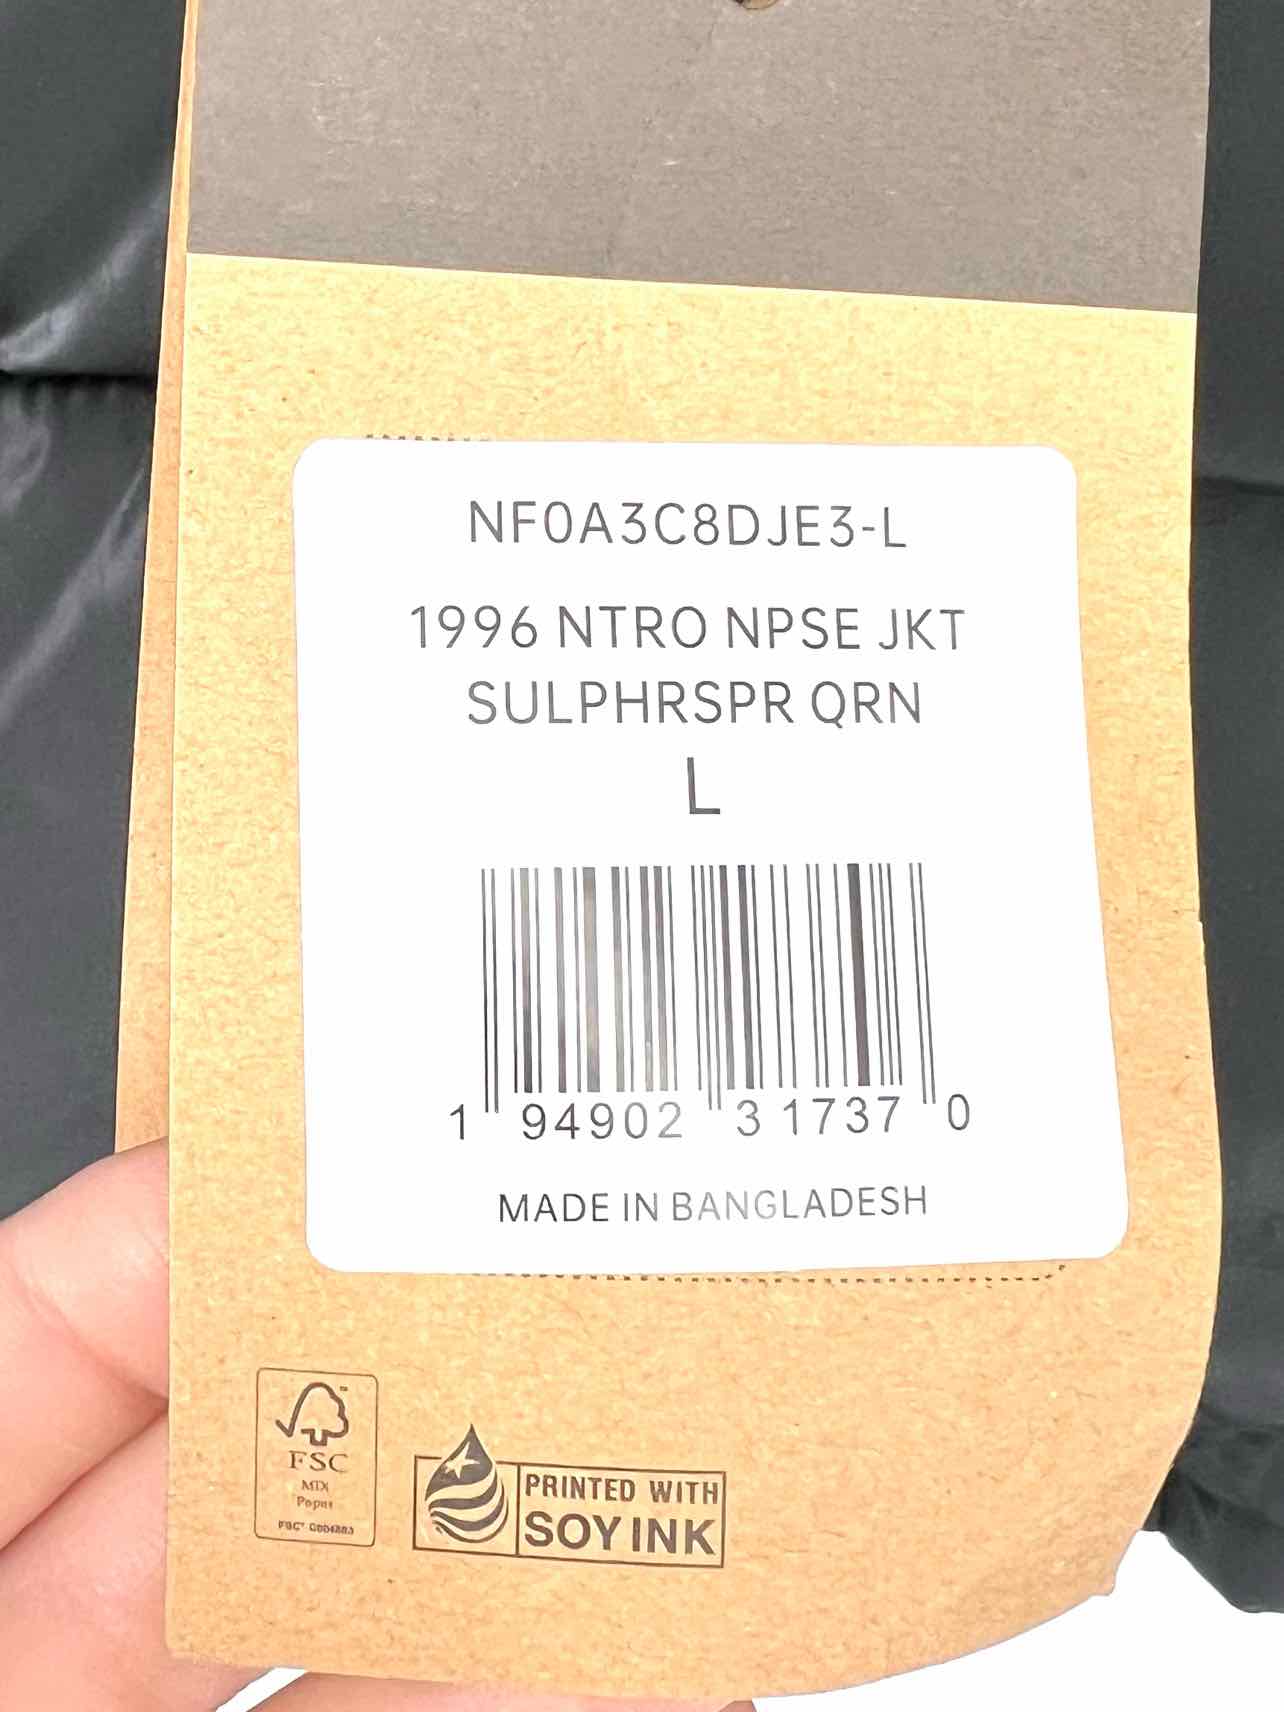 NF0A3C8DJE3-L
1996 NTRO NPSE JKT
SULPHRSPR QRN
L
1 94902 31737 0
MADE IN BANGLADESH
FSC
MIX
Paper
PRINTED WITH
SOY INK